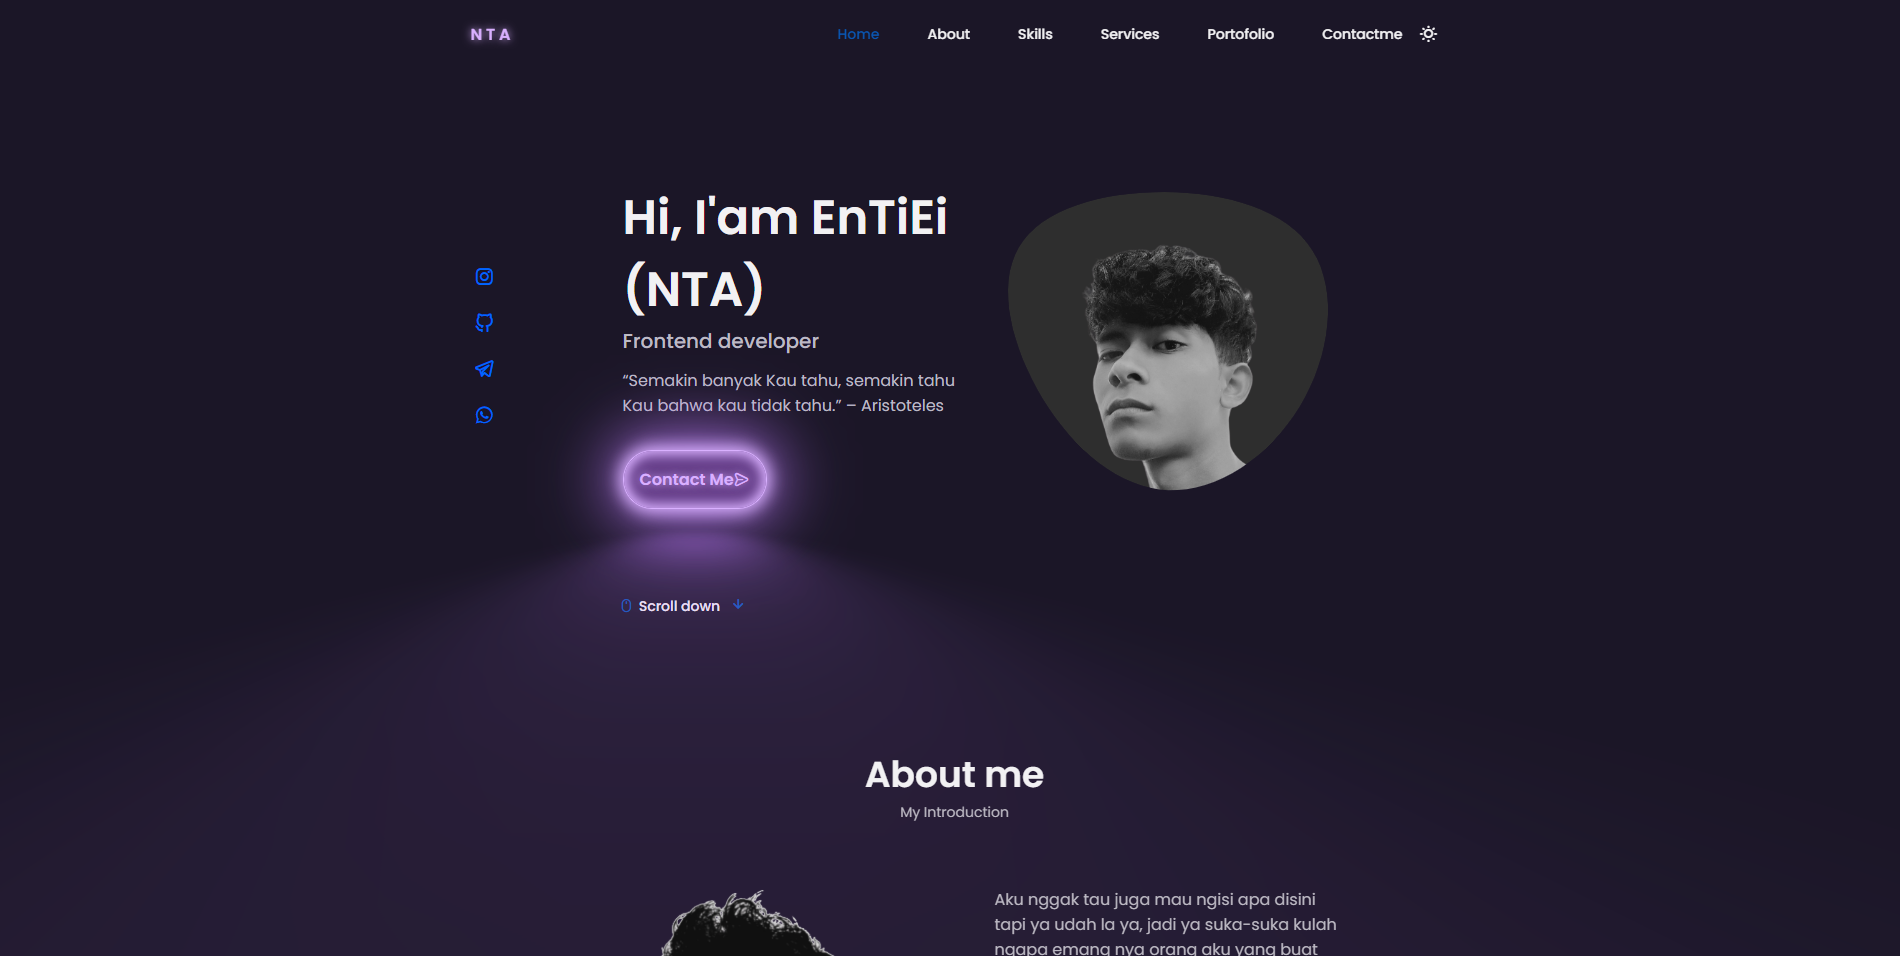 NTA
Home About Skills Services Portofolio Contactme
Hi, I'am EnTiEi
(NTA)
Frontend developer
“Semakin banyak Kau tahu, semakin tahu
Kau bahwa kau tidak tahu.” – Aristoteles
Contact Me
Scroll down
About me
My Introduction
Aku nggak tau juga mau ngisi apa disini
tapi ya udah la ya, jadi ya suka-suka kulah
ngapa emang nya orang aku yang buat